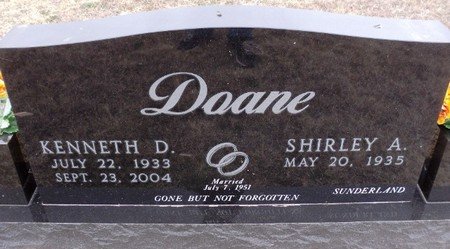 Doane
KENNETH D. SHIRLEY A.
JULY 22, 1933 MAY 20, 1935
SEPT. 23, 2004
Married
July 7, 1951
SUNDERLAND
GONE BUT NOT FORGOTTEN